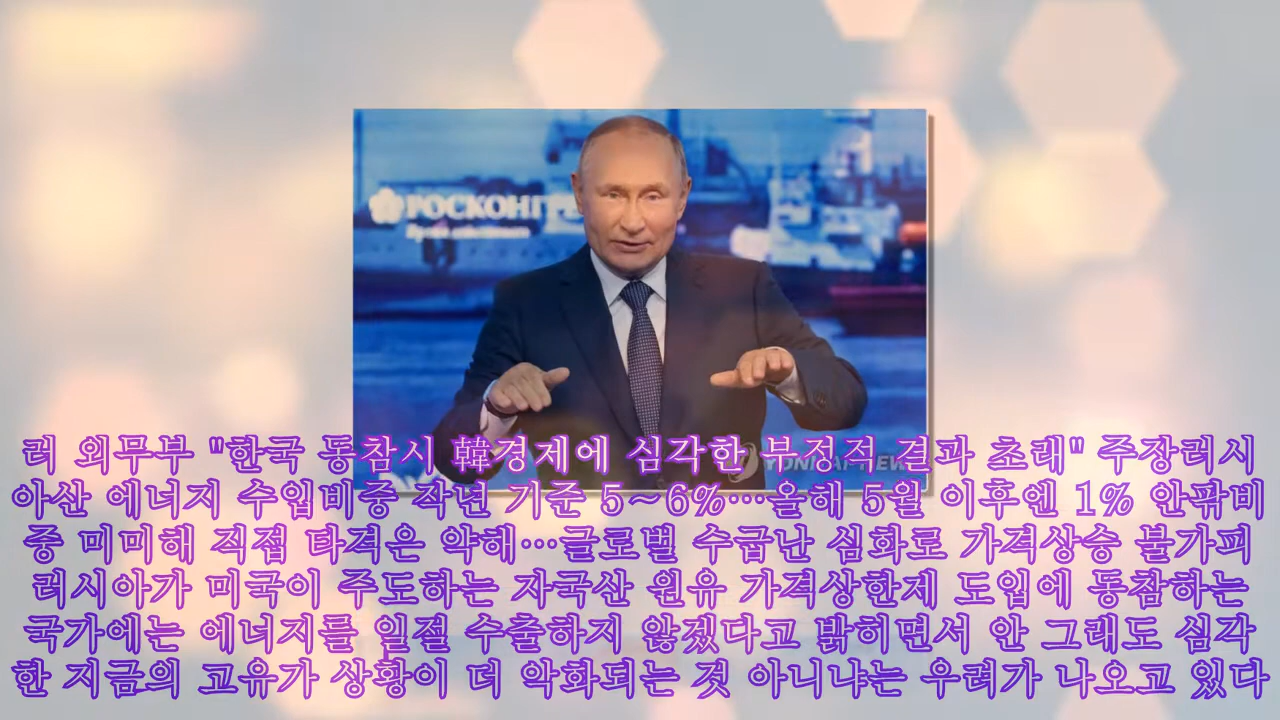 РОСКОНГРЕ
러 외무부 "한국 동참시 韓경제에 심각한 부정적 결과 초래" 주장러시
YONHAP NEWS
아산 에너지 수입비중 작년 기준 5~6%…올해 5월 이후엔 1% 안팎비
중 미미해 직접 타격은 약해…글로벌 수급난 심화로 가격상승 불가피
러시아가 미국이 주도하는 자국산 원유 가격상한제 도입에 동참하는
국가에는 에너지를 일절 수출하지 않겠다고 밝히면서 안 그래도 심각
한 지금의 고유가 상황이 더 악화되는 것 아니냐는 우려가 나오고 있다